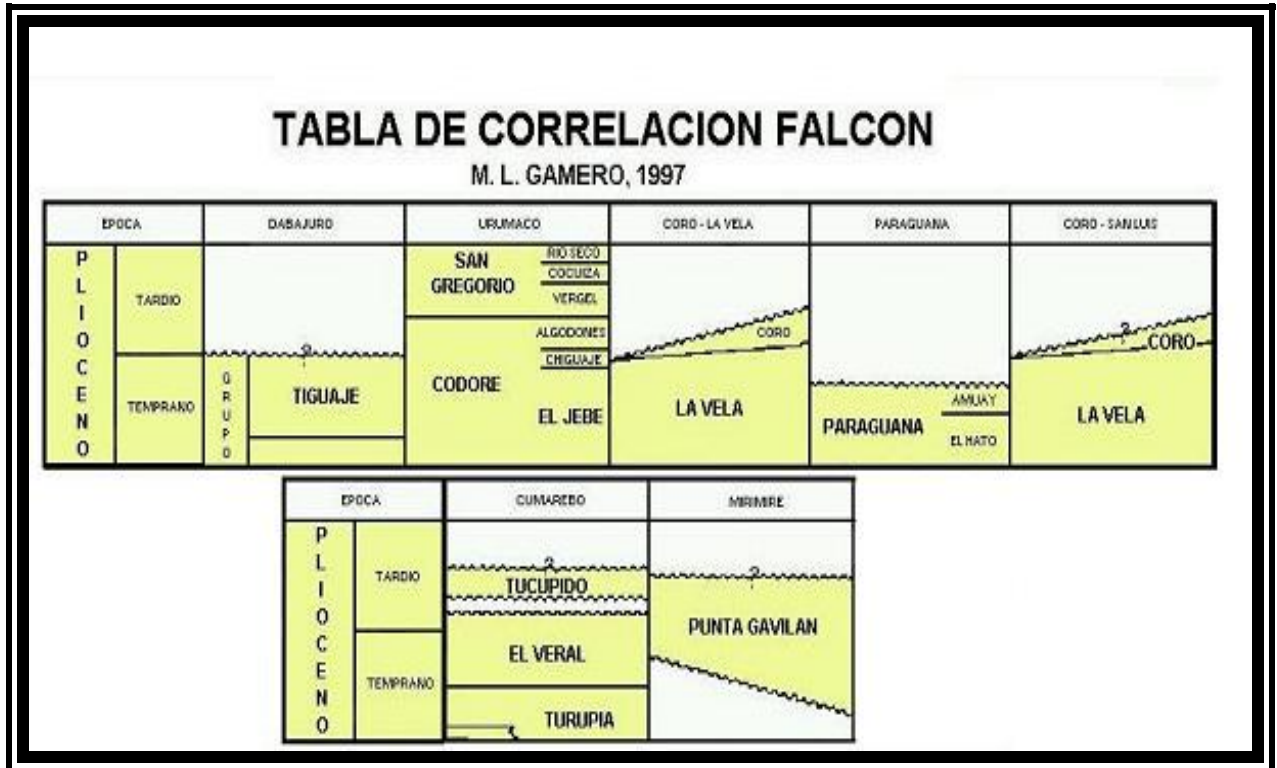 TABLA DE CORRELACION FALCON
M. L. GAMERO, 1997
EPOCA
DABAJURO
URUMACO
CORO - LA VELA
PARAGUANA
CORO - SAN LUIS
PLIOCENO
TARDIO
TEMPRANO
?
GRUPO
TIGUAJE
SAN
GREGORIO
RIO SECO
COCUIZA
VERGEL
CODORE
ALGODONES
CHIGUAJE
EL JEBE
CORO
LA VELA
PARAGUANA
AMUAY
EL HATO
?
CORO
LA VELA
EPOCA
CUMAREBO
MIRIMIRE
PLIOCENO
TARDIO
TEMPRANO
?
TUCUPIDO
EL VERAL
TURUPIA
?
PUNTA GAVILAN